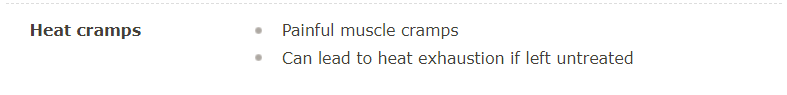 Heat cramps
Painful muscle cramps
Can lead to heat exhaustion if left untreated